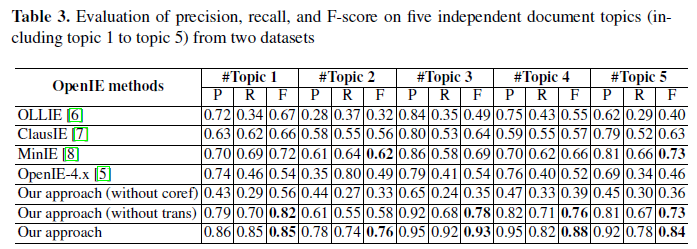 Table 3. Evaluation of precision, recall, and F-score on five independent document topics (in-
cluding topic 1 to topic 5) from two datasets
OpenIE methods #Topic 1 #Topic 2 #Topic 3 #Topic 4 #Topic 5
P R F P R F P R F P R F P R F
OLLIE [6] 0.72 0.34 0.67 0.28 0.37 0.32 0.84 0.35 0.49 0.75 0.43 0.55 0.62 0.29 0.40
ClausIE [7] 0.63 0.62 0.66 0.58 0.55 0.56 0.80 0.53 0.64 0.59 0.55 0.57 0.79 0.52 0.63
MinIE [8] 0.70 0.69 0.72 0.61 0.64 0.62 0.86 0.58 0.69 0.70 0.62 0.66 0.81 0.66 0.73
OpenIE-4.x [5] 0.74 0.46 0.54 0.35 0.80 0.49 0.79 0.41 0.54 0.76 0.40 0.52 0.69 0.34 0.46
Our approach (without coref) 0.43 0.29 0.56 0.44 0.27 0.33 0.65 0.24 0.35 0.47 0.33 0.39 0.45 0.30 0.36
Our approach (without trans) 0.79 0.70 0.82 0.61 0.55 0.58 0.92 0.68 0.78 0.82 0.71 0.76 0.81 0.67 0.73
Our approach 0.86 0.85 0.85 0.78 0.74 0.76 0.95 0.92 0.93 0.95 0.82 0.88 0.92 0.78 0.84